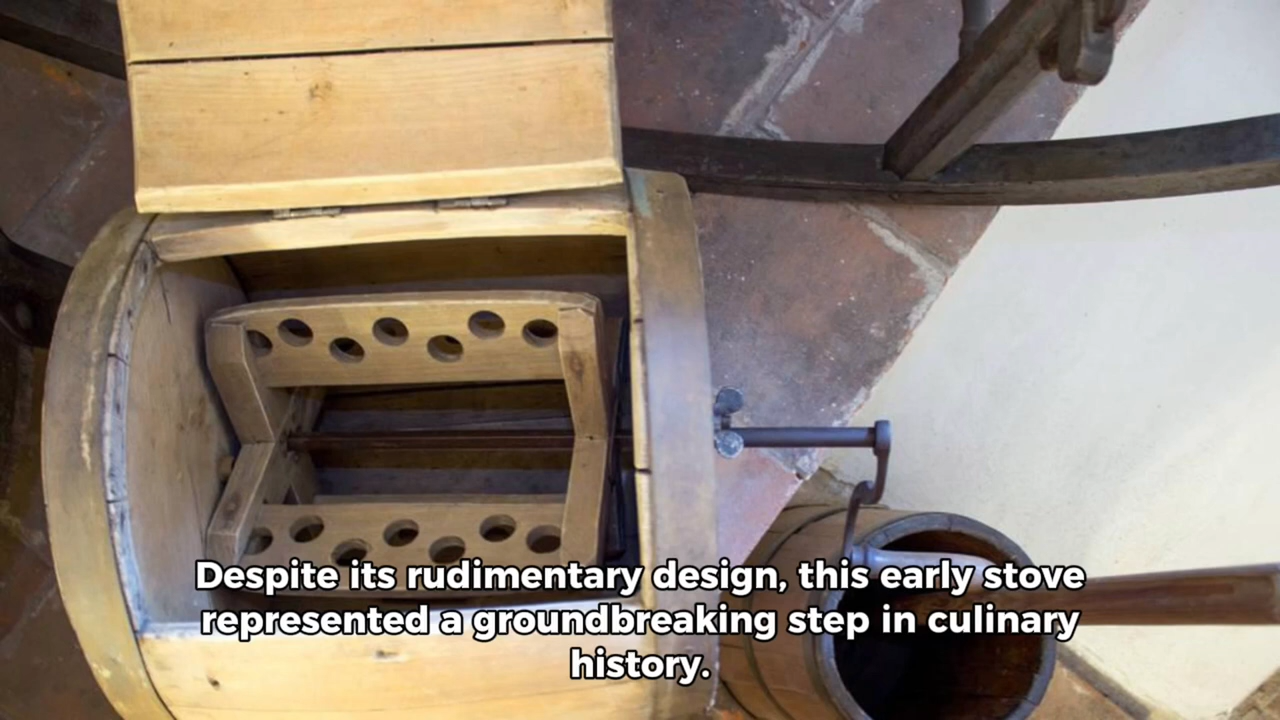 Despite its rudimentary design, this early stove
represented a groundbreaking step in culinary
history.